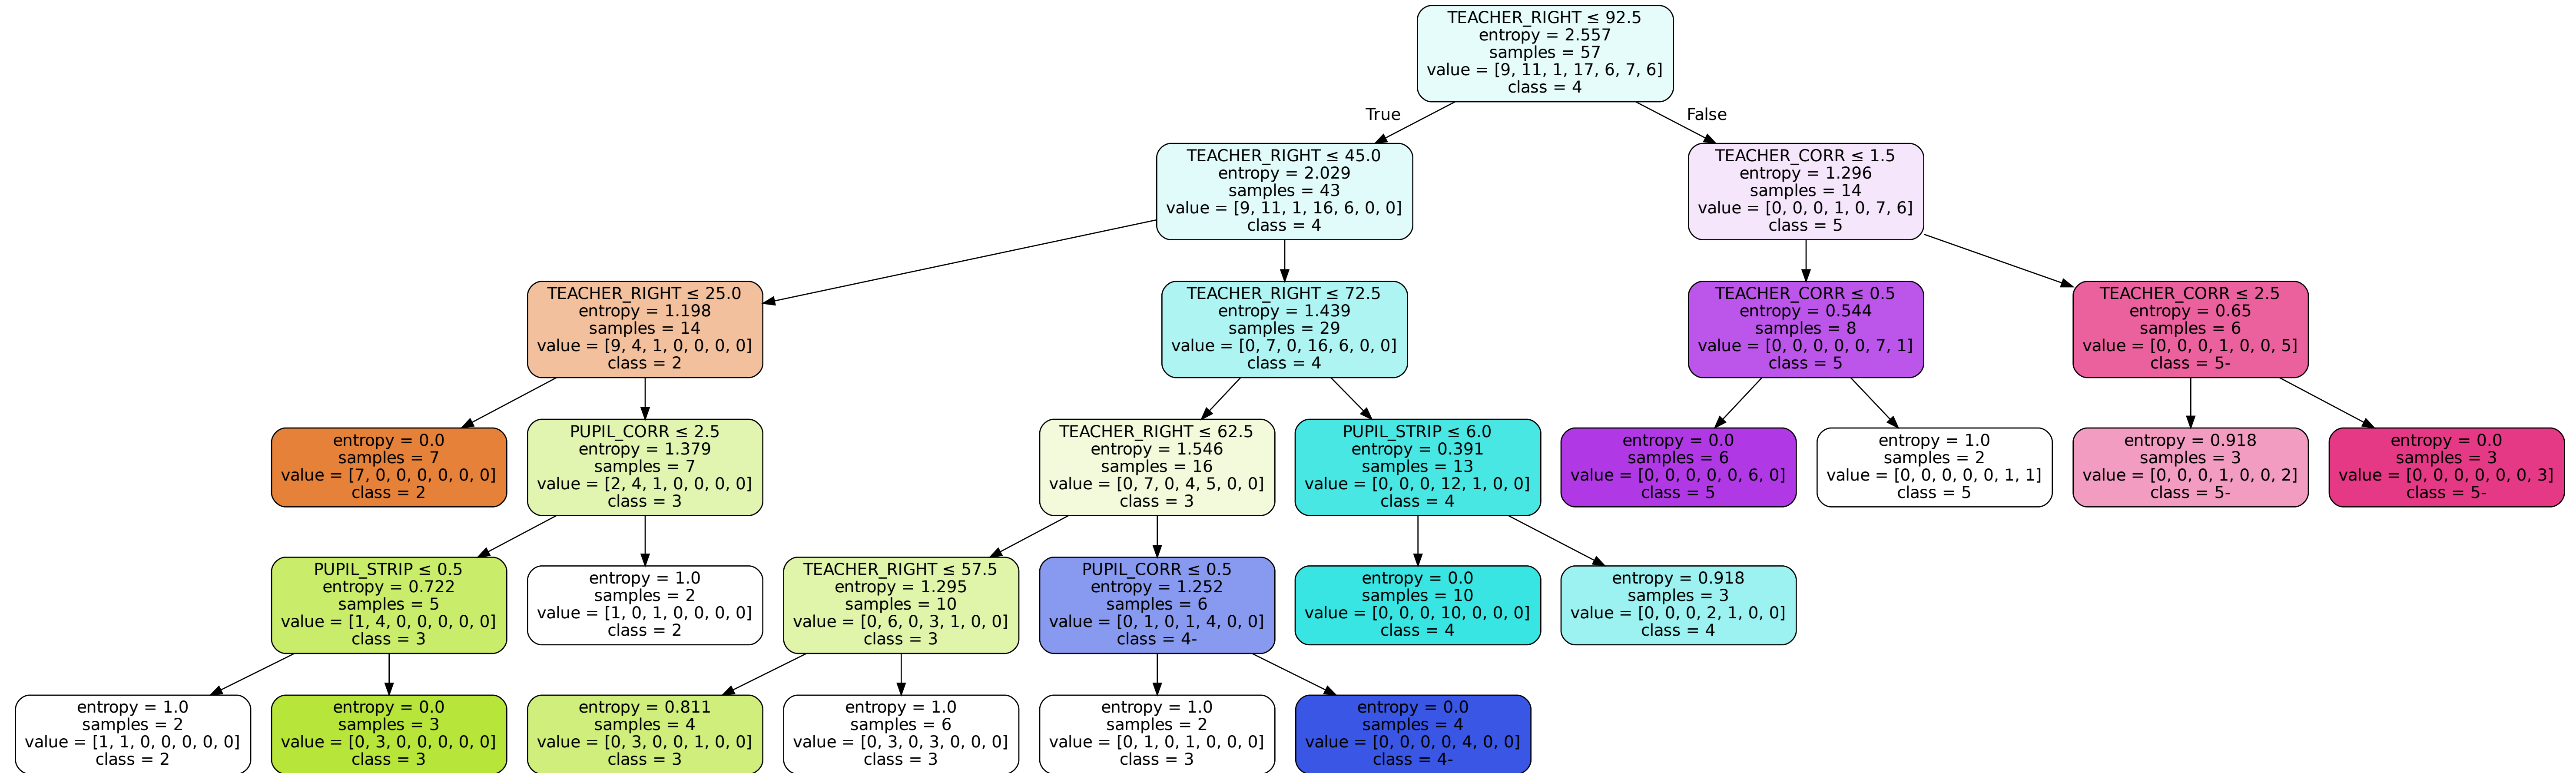 TEACHER_RIGHT ≤ 92.5
entropy = 2.557
samples = 57
value = [9, 11, 1, 17, 6, 7, 6]
class = 4
True
False
TEACHER_RIGHT ≤ 45.0
entropy = 2.029
samples = 43
value = [9, 11, 1, 16, 6, 0, 0]
class = 4
TEACHER_CORR ≤ 1.5
entropy = 1.296
samples = 14
value = [0, 0, 0, 1, 0, 7, 6]
class = 5
TEACHER_RIGHT ≤ 25.0
entropy = 1.198
samples = 14
value = [9, 4, 1, 0, 0, 0, 0]
class = 2
TEACHER_RIGHT ≤ 72.5
entropy = 1.439
samples = 29
value = [0, 7, 0, 16, 6, 0, 0]
class = 4
TEACHER_CORR ≤ 0.5
entropy = 0.544
samples = 8
value = [0, 0, 0, 0, 0, 7, 1]
class = 5
TEACHER_CORR ≤ 2.5
entropy = 0.65
samples = 6
value = [0, 0, 0, 1, 0, 0, 5]
class = 5-
entropy = 0.0
samples = 7
value = [7, 0, 0, 0, 0, 0, 0]
class = 2
PUPIL_CORR ≤ 2.5
entropy = 1.379
samples = 7
value = [2, 4, 1, 0, 0, 0, 0]
class = 3
TEACHER_RIGHT ≤ 62.5
entropy = 1.546
samples = 16
value = [0, 7, 0, 4, 5, 0, 0]
class = 3
PUPIL_STRIP ≤ 6.0
entropy = 0.391
samples = 13
value = [0, 0, 0, 12, 1, 0, 0]
class = 4
entropy = 0.0
samples = 6
value = [0, 0, 0, 0, 0, 6, 0]
class = 5
entropy = 1.0
samples = 2
value = [0, 0, 0, 0, 0, 1, 1]
class = 5
entropy = 0.918
samples = 3
value = [0, 0, 0, 1, 0, 0, 2]
class = 5-
entropy = 0.0
samples = 3
value = [0, 0, 0, 0, 0, 0, 3]
class = 5-
PUPIL_STRIP ≤ 0.5
entropy = 0.722
samples = 5
value = [1, 4, 0, 0, 0, 0, 0]
class = 3
entropy = 1.0
samples = 2
value = [1, 0, 1, 0, 0, 0, 0]
class = 2
TEACHER_RIGHT ≤ 57.5
entropy = 1.295
samples = 10
value = [0, 6, 0, 3, 1, 0, 0]
class = 3
PUPIL_CORR ≤ 0.5
entropy = 1.252
samples = 6
value = [0, 1, 0, 1, 4, 0, 0]
class = 4-
entropy = 0.0
samples = 10
value = [0, 0, 0, 10, 0, 0, 0]
class = 4
entropy = 0.918
samples = 3
value = [0, 0, 0, 2, 1, 0, 0]
class = 4
entropy = 1.0
samples = 2
value = [1, 1, 0, 0, 0, 0, 0]
class = 2
entropy = 0.0
samples = 3
value = [0, 3, 0, 0, 0, 0, 0]
class = 3
entropy = 0.811
samples = 4
value = [0, 3, 0, 0, 1, 0, 0]
class = 3
entropy = 1.0
samples = 6
value = [0, 3, 0, 3, 0, 0, 0]
class = 3
entropy = 1.0
samples = 2
value = [0, 1, 0, 1, 0, 0, 0]
class = 3
entropy = 0.0
samples = 4
value = [0, 0, 0, 0, 4, 0, 0]
class = 4-